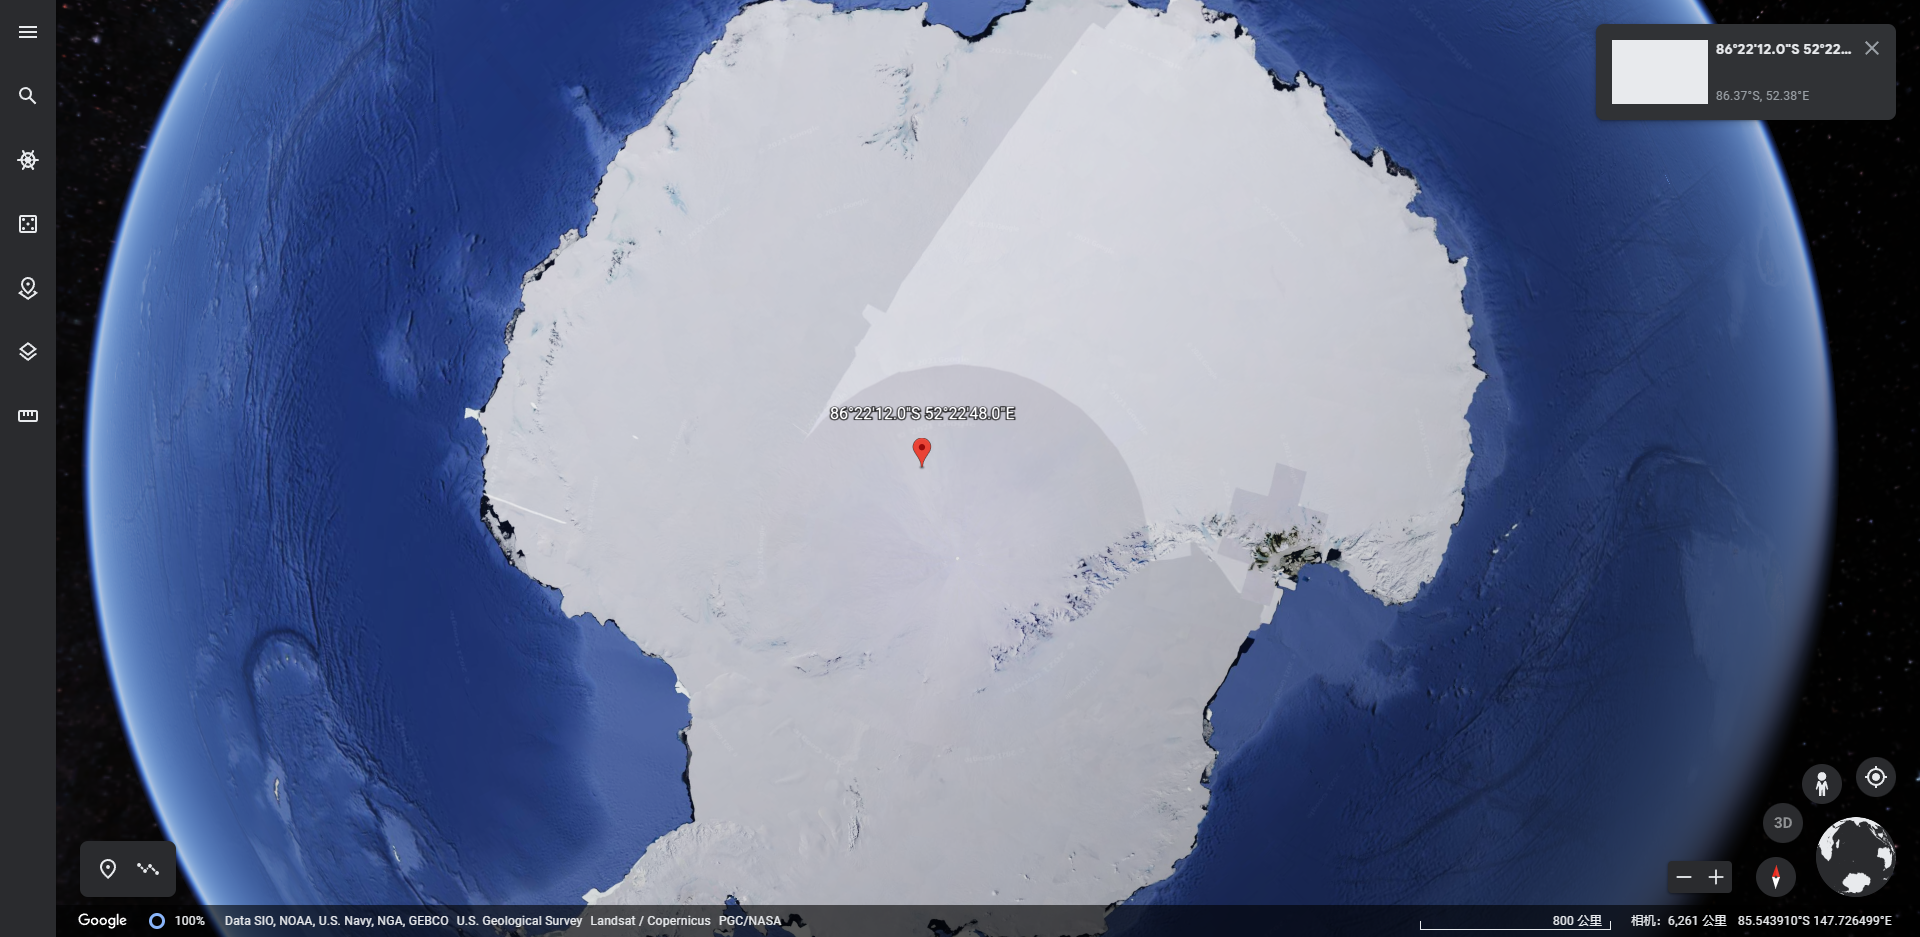 86°22'12.0"S 52°22...
86.37°S, 52.38°E
86°22'12.0"S 52°22'48.0"E
3D
Google 100% Data SIO, NOAA, U.S. Navy, NGA, GEBCO U.S. Geological Survey Landsat / Copernicus PGC/NASA 800 公里 相机: 6,261 公里 85.543910°S 147.726499°E